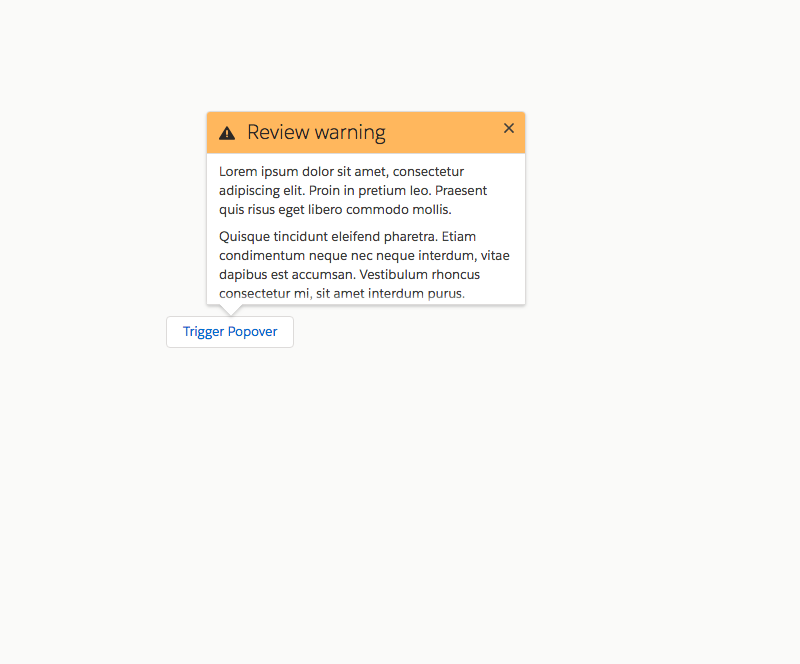 Review warning
Lorem ipsum dolor sit amet, consectetur
adipiscing elit. Proin in pretium leo. Praesent
quis risus eget libero commodo mollis.
Quisque tincidunt eleifend pharetra. Etiam
condimentum neque nec neque interdum, vitae
dapibus est accumsan. Vestibulum rhoncus
consectetur mi, sit amet interdum purus.
Trigger Popover